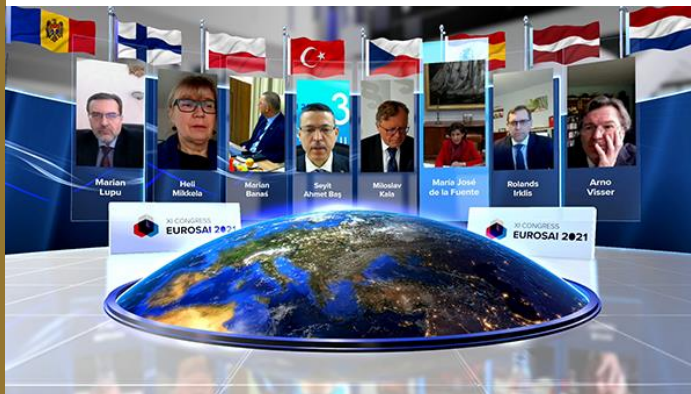 3
Marian
Lupu
Heli
Mikkela
Marian
Banaś
Seyit
Ahmet Baş
Miloslav
Kala
María José
de la Fuente
Rolands
Irklis
Arno
Visser
XI CONGRESS
EUROSAI 2021
XI CONGRESS
EUROSAI 2021